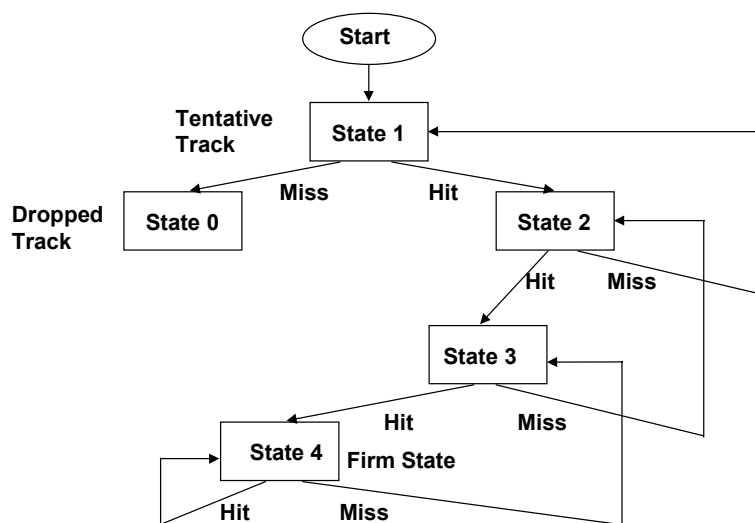 Start
Tentative
Track
State 1
Miss
Hit
Dropped
Track
State 0
State 2
Hit
Miss
State 3
Hit
Miss
State 4
Firm State
Hit
Miss